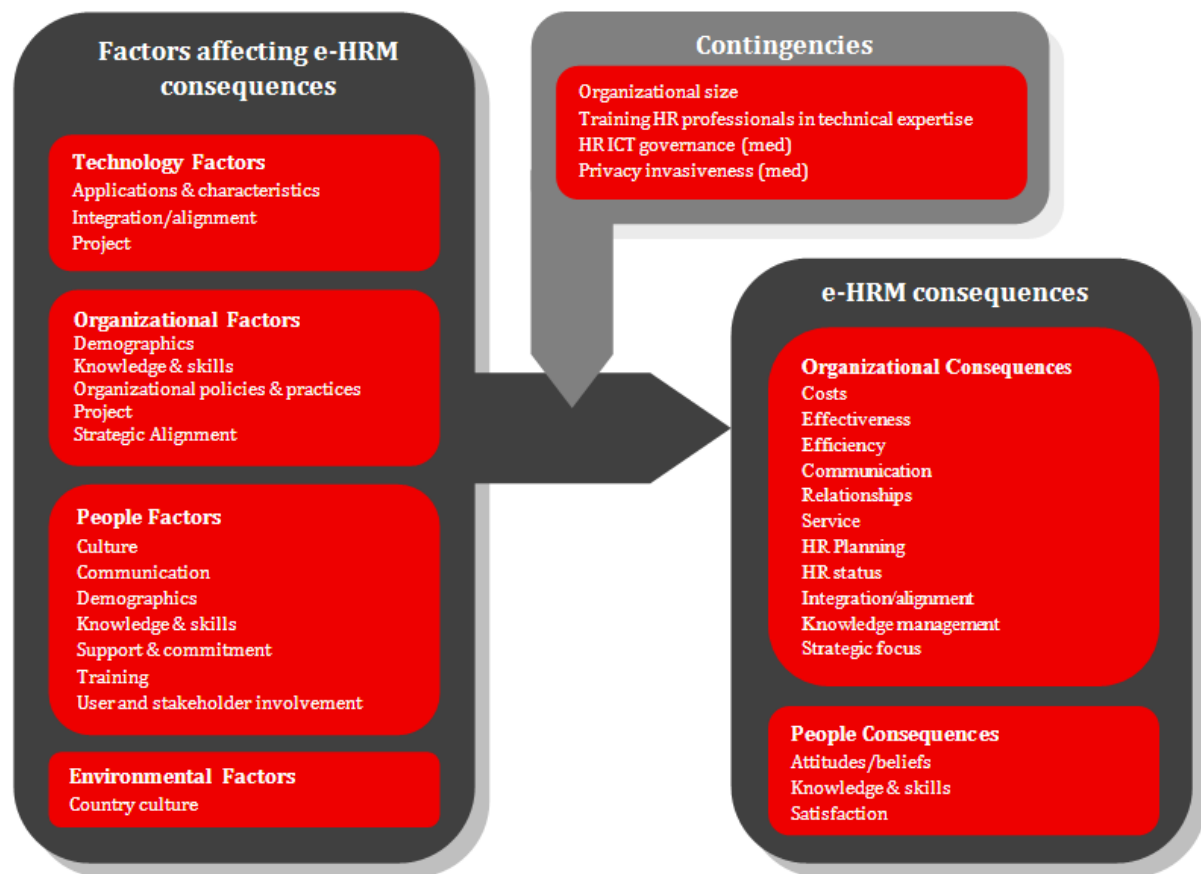 Factors affecting e-HRM
consequences
Technology Factors
Applications & characteristics
Integration/alignment
Project
Organizational Factors
Demographics
Knowledge & skills
Organizational policies & practices
Project
Strategic Alignment
People Factors
Culture
Communication
Demographics
Knowledge & skills
Support & commitment
Training
User and stakeholder involvement
Environmental Factors
Country culture
Contingencies
Organizational size
Training HR professionals in technical expertise
HR ICT governance (med)
Privacy invasiveness (med)
e-HRM consequences
Organizational Consequences
Costs
Effectiveness
Efficiency
Communication
Relationships
Service
HR Planning
HR status
Integration/alignment
Knowledge management
Strategic focus
People Consequences
Attitudes/beliefs
Knowledge & skills
Satisfaction